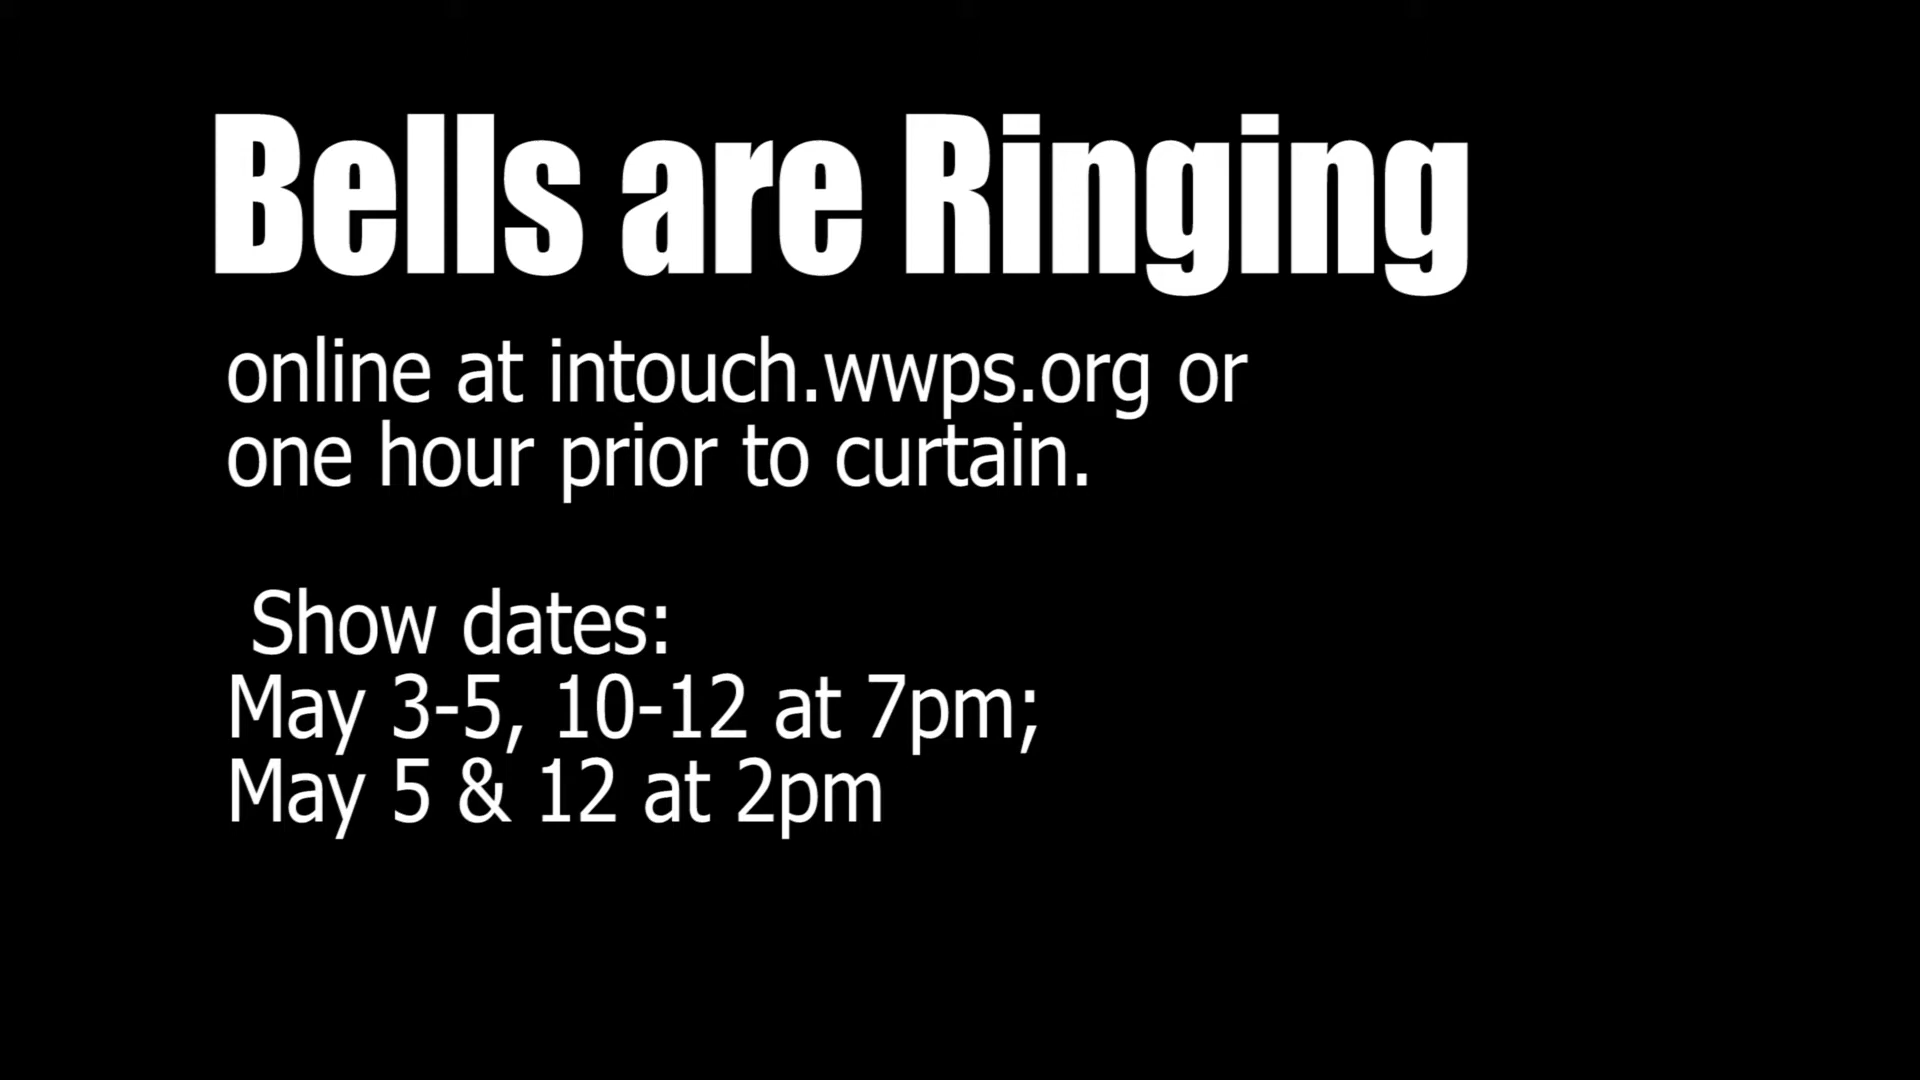 Bells are Ringing
online at intouch.wwps.org or
one hour prior to curtain.
Show dates:
May 3-5, 10-12 at 7pm;
May 5 & 12 at 2pm